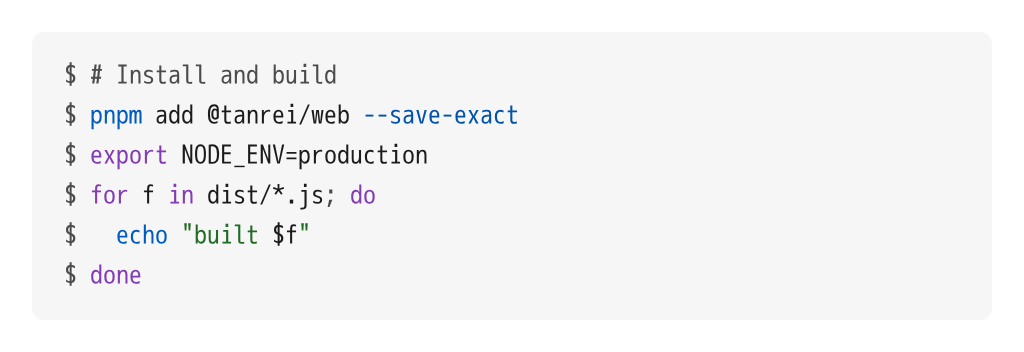 $ # Install and build
$ pnpm add @tanrei/web --save-exact
$ export NODE_ENV=production
$ for f in dist/*.js; do
$   echo "built $f"
$ done